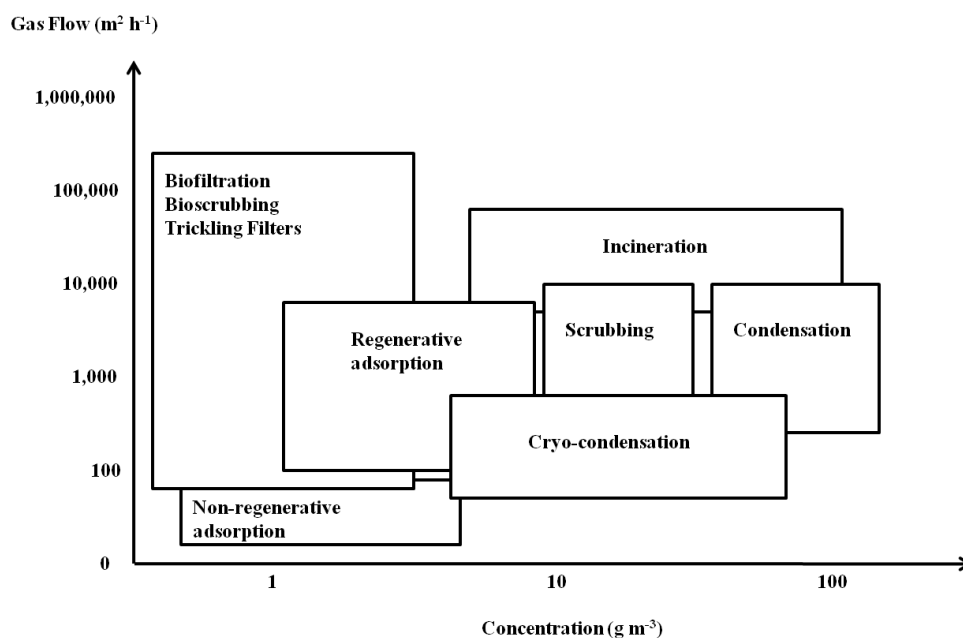 Gas Flow (m² h⁻¹)
1,000,000
100,000
10,000
1,000
100
0
Biofiltration
Bioscrubbing
Trickling Filters
Incineration
Regenerative
adsorption
Scrubbing
Condensation
Cryo-condensation
Non-regenerative
adsorption
1
10
100
Concentration (g m⁻³)